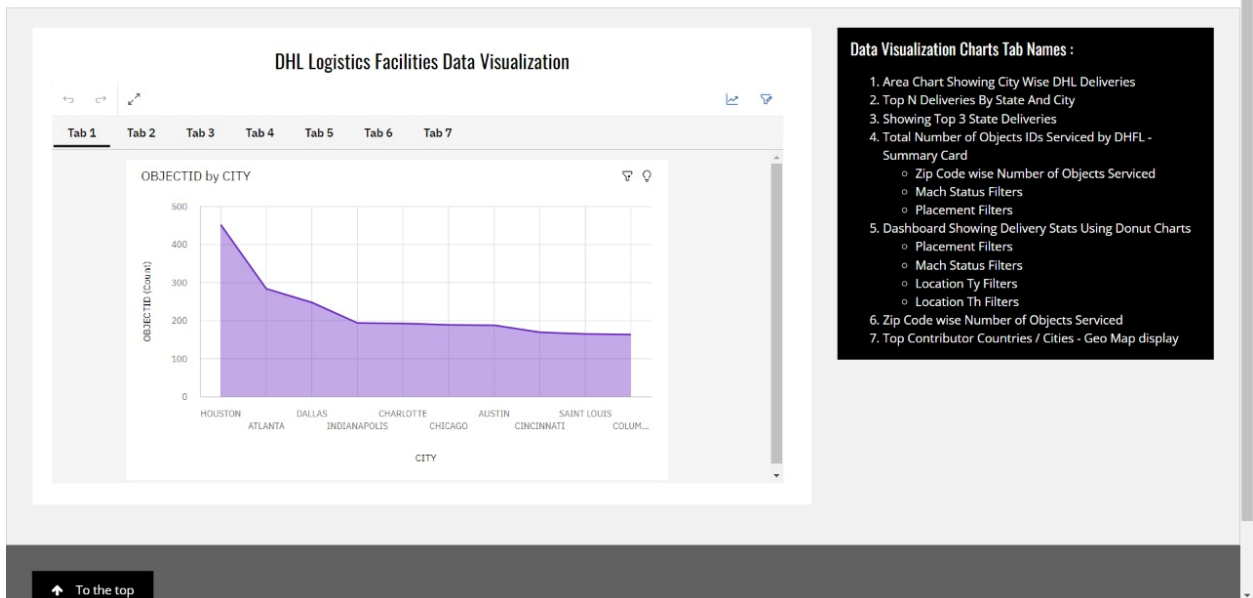 DHL Logistics Facilities Data Visualization
Tab 1 Tab 2 Tab 3 Tab 4 Tab 5 Tab 6 Tab 7
OBJECTID by CITY
OBJECTID (Count)
500
400
300
200
100
0
HOUSTON DALLAS CHARLOTTE AUSTIN SAINT LOUIS
ATLANTA INDIANAPOLIS CHICAGO CINCINNATI COLUM...
CITY
Data Visualization Charts Tab Names :
1. Area Chart Showing City Wise DHL Deliveries
2. Top N Deliveries By State And City
3. Showing Top 3 State Deliveries
4. Total Number of Objects IDs Serviced by DHFL -
Summary Card
Zip Code wise Number of Objects Serviced
Mach Status Filters
Placement Filters
5. Dashboard Showing Delivery Stats Using Donut Charts
Placement Filters
Mach Status Filters
Location Ty Filters
Location Th Filters
6. Zip Code wise Number of Objects Serviced
7. Top Contributor Countries / Cities - Geo Map display
To the top